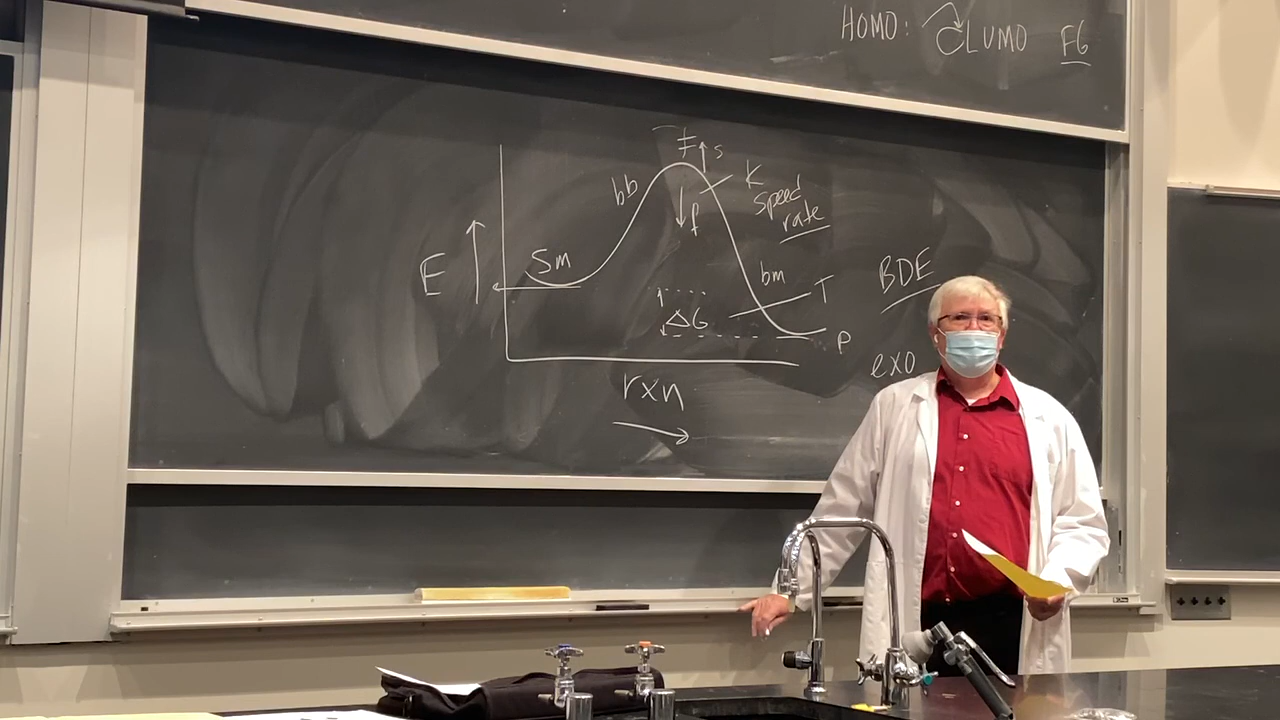 HOMO: LUMO FG
‡ s
bb
K
speed
rate
f
E
Sm
bm
BDE
T
ΔG
P
exo
rxn